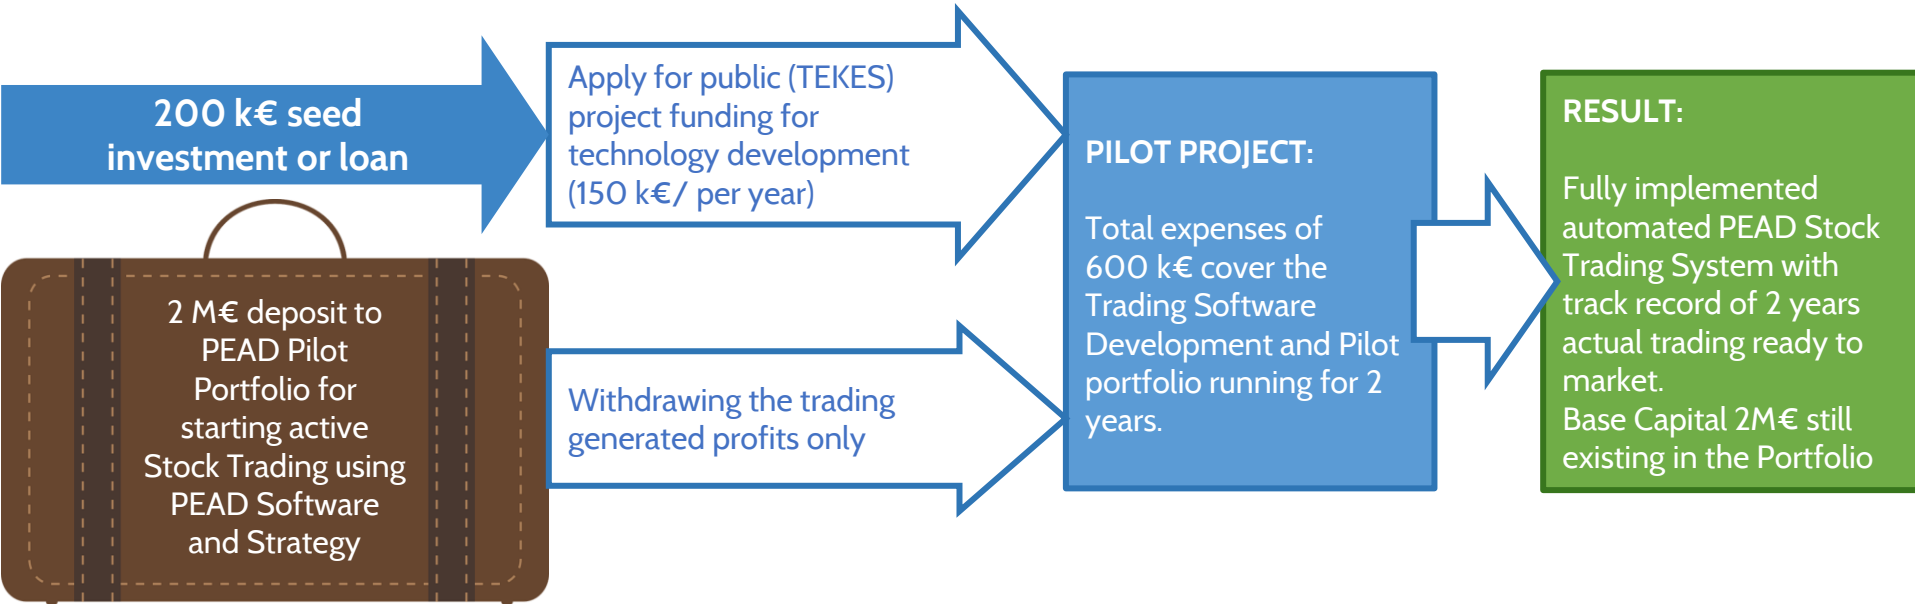 200 k€ seed
investment or loan
2 M€ deposit to
PEAD Pilot
Portfolio for
starting active
Stock Trading using
PEAD Software
and Strategy
Apply for public (TEKES)
project funding for
technology development
(150 k€/ per year)
Withdrawing the trading
generated profits only
PILOT PROJECT:
Total expenses of
600 k€ cover the
Trading Software
Development and Pilot
portfolio running for 2
years.
RESULT:
Fully implemented
automated PEAD Stock
Trading System with
track record of 2 years
actual trading ready to
market.
Base Capital 2M€ still
existing in the Portfolio